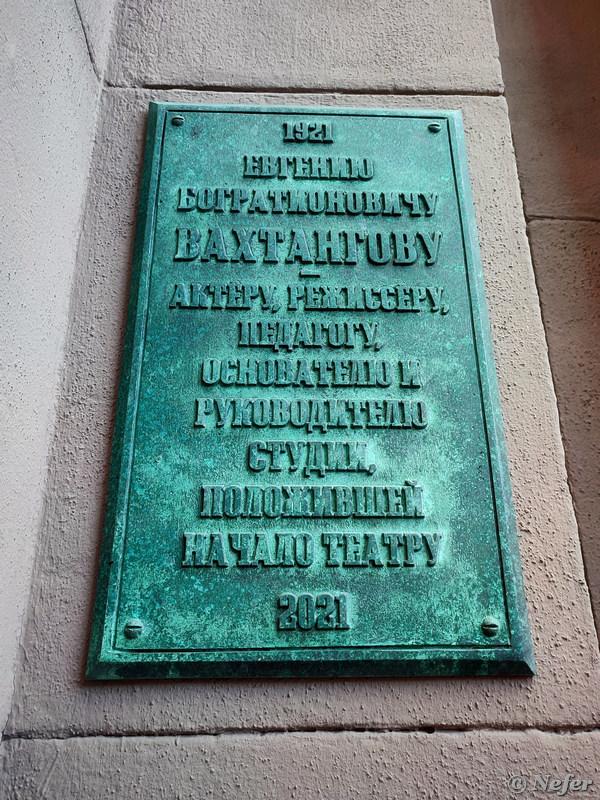 1921
ЕВГЕНИЮ
БОГРАТИОНОВИЧУ
ВАХТАНГОВУ
—
АКТЕРУ, РЕЖИССЕРУ,
ПЕДАГОГУ,
ОСНОВАТЕЛЮ И
РУКОВОДИТЕЛЮ
СТУДИИ,
ПОЛОЖИВШЕЙ
НАЧАЛО ТЕАТРУ
2021
© Nefer